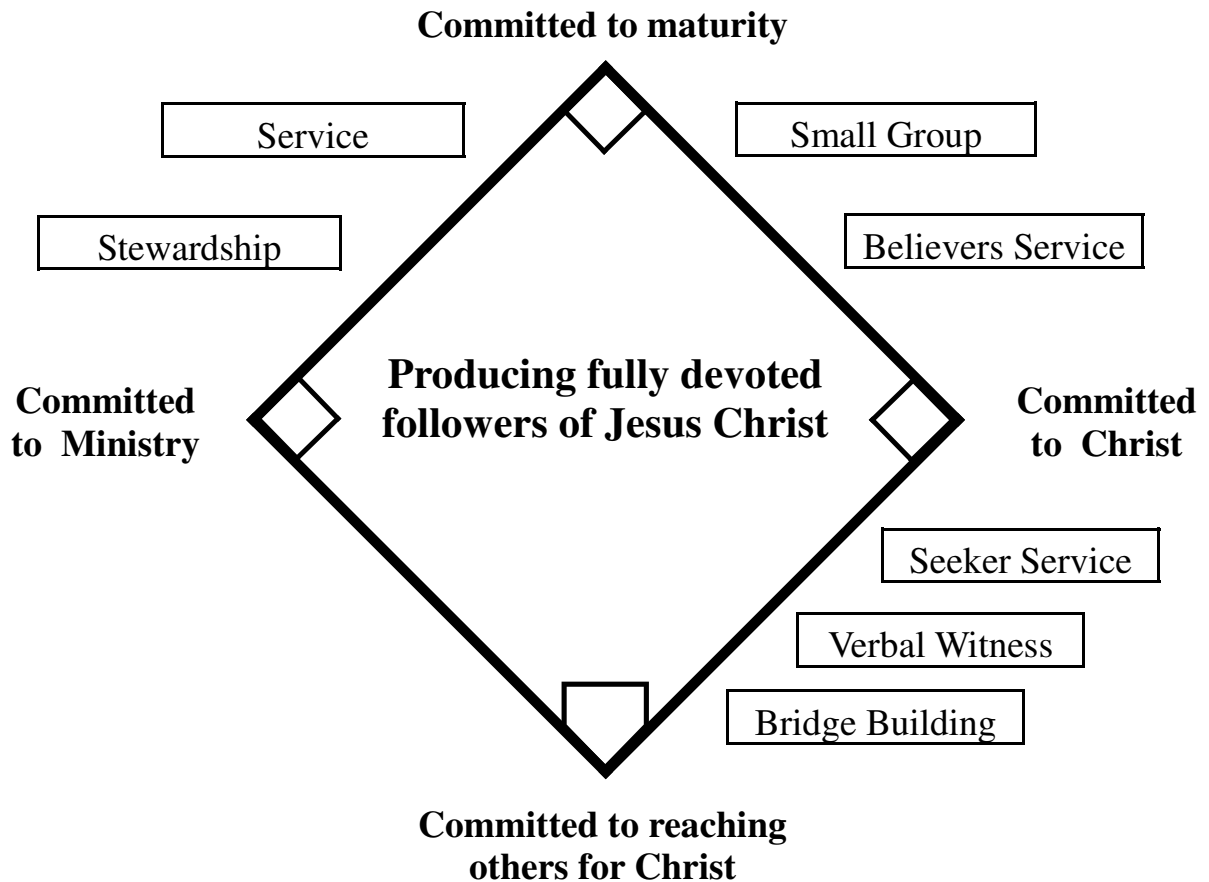 Committed to maturity
Service
Small Group
Stewardship
Believers Service
Producing fully devoted
followers of Jesus Christ
Committed
to Ministry
Committed
to Christ
Seeker Service
Verbal Witness
Bridge Building
Committed to reaching
others for Christ